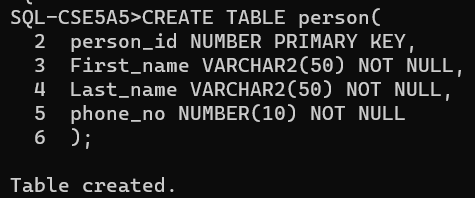 SQL-CSE5A5>CREATE TABLE person(
  2  person_id NUMBER PRIMARY KEY,
  3  First_name VARCHAR2(50) NOT NULL,
  4  Last_name VARCHAR2(50) NOT NULL,
  5  phone_no NUMBER(10) NOT NULL
  6  );
Table created.